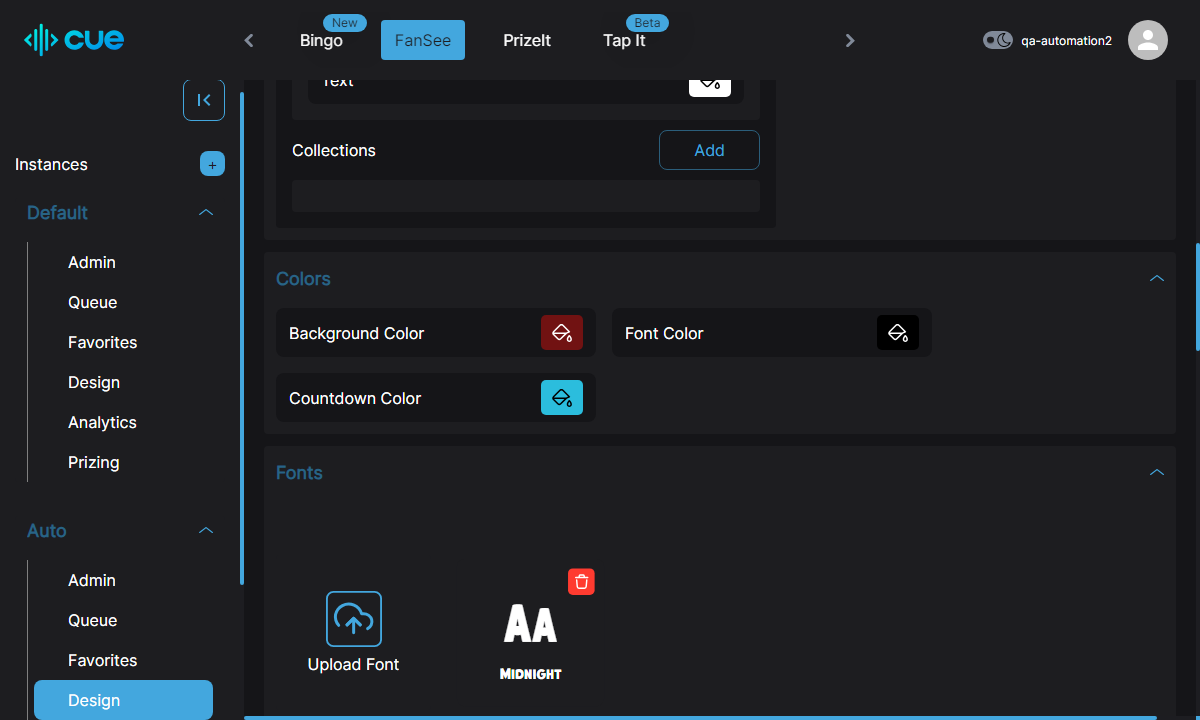 cue
Bingo
New
FanSee
PrizeIt
Tap It
Beta
qa-automation2
Instances
+
Default
Admin
Queue
Favorites
Design
Analytics
Prizing
Auto
Admin
Queue
Favorites
Design
Text
Collections
Add
Colors
Background Color
Font Color
Countdown Color
Fonts
Upload Font
AA
MIDNIGHT